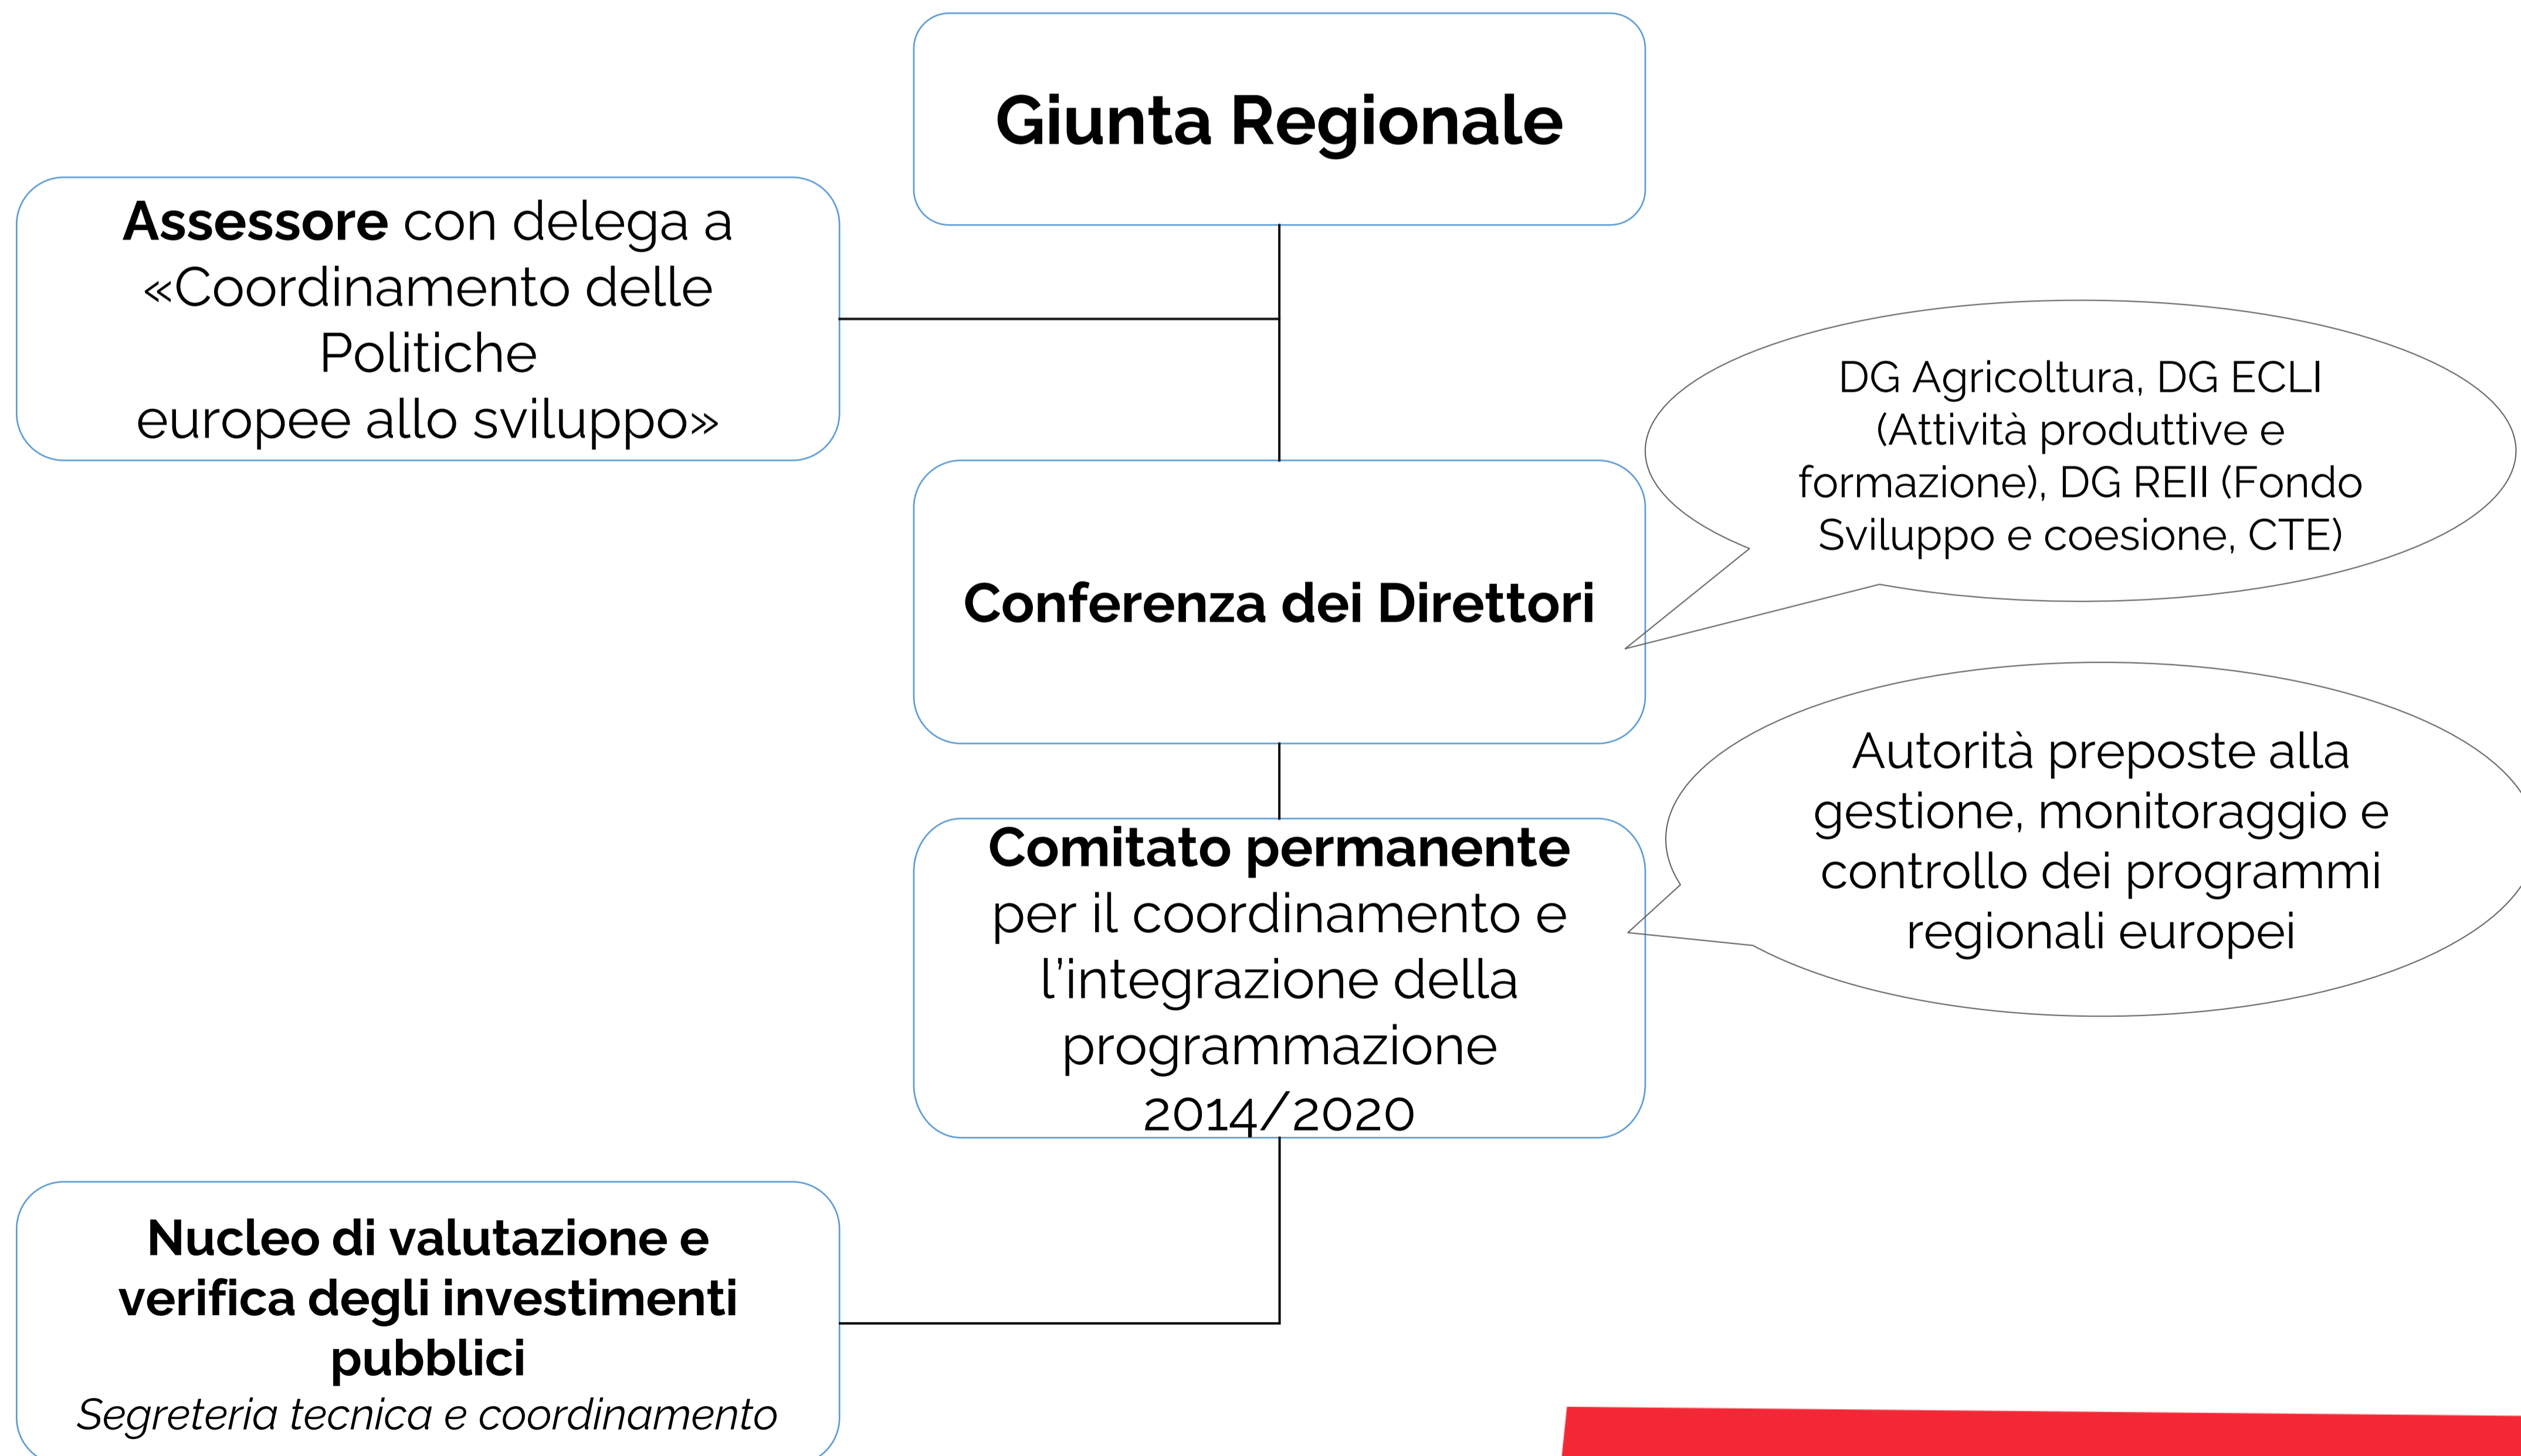 Giunta Regionale
Assessore con delega a
«Coordinamento delle
Politiche
europee allo sviluppo»
DG Agricoltura, DG ECLI
(Attività produttive e
formazione), DG REII (Fondo
Sviluppo e coesione, CTE)
Conferenza dei Direttori
Autorità preposte alla
gestione, monitoraggio e
controllo dei programmi
regionali europei
Comitato permanente
per il coordinamento e
l'integrazione della
programmazione
2014/2020
Nucleo di valutazione e
verifica degli investimenti
pubblici
Segreteria tecnica e coordinamento